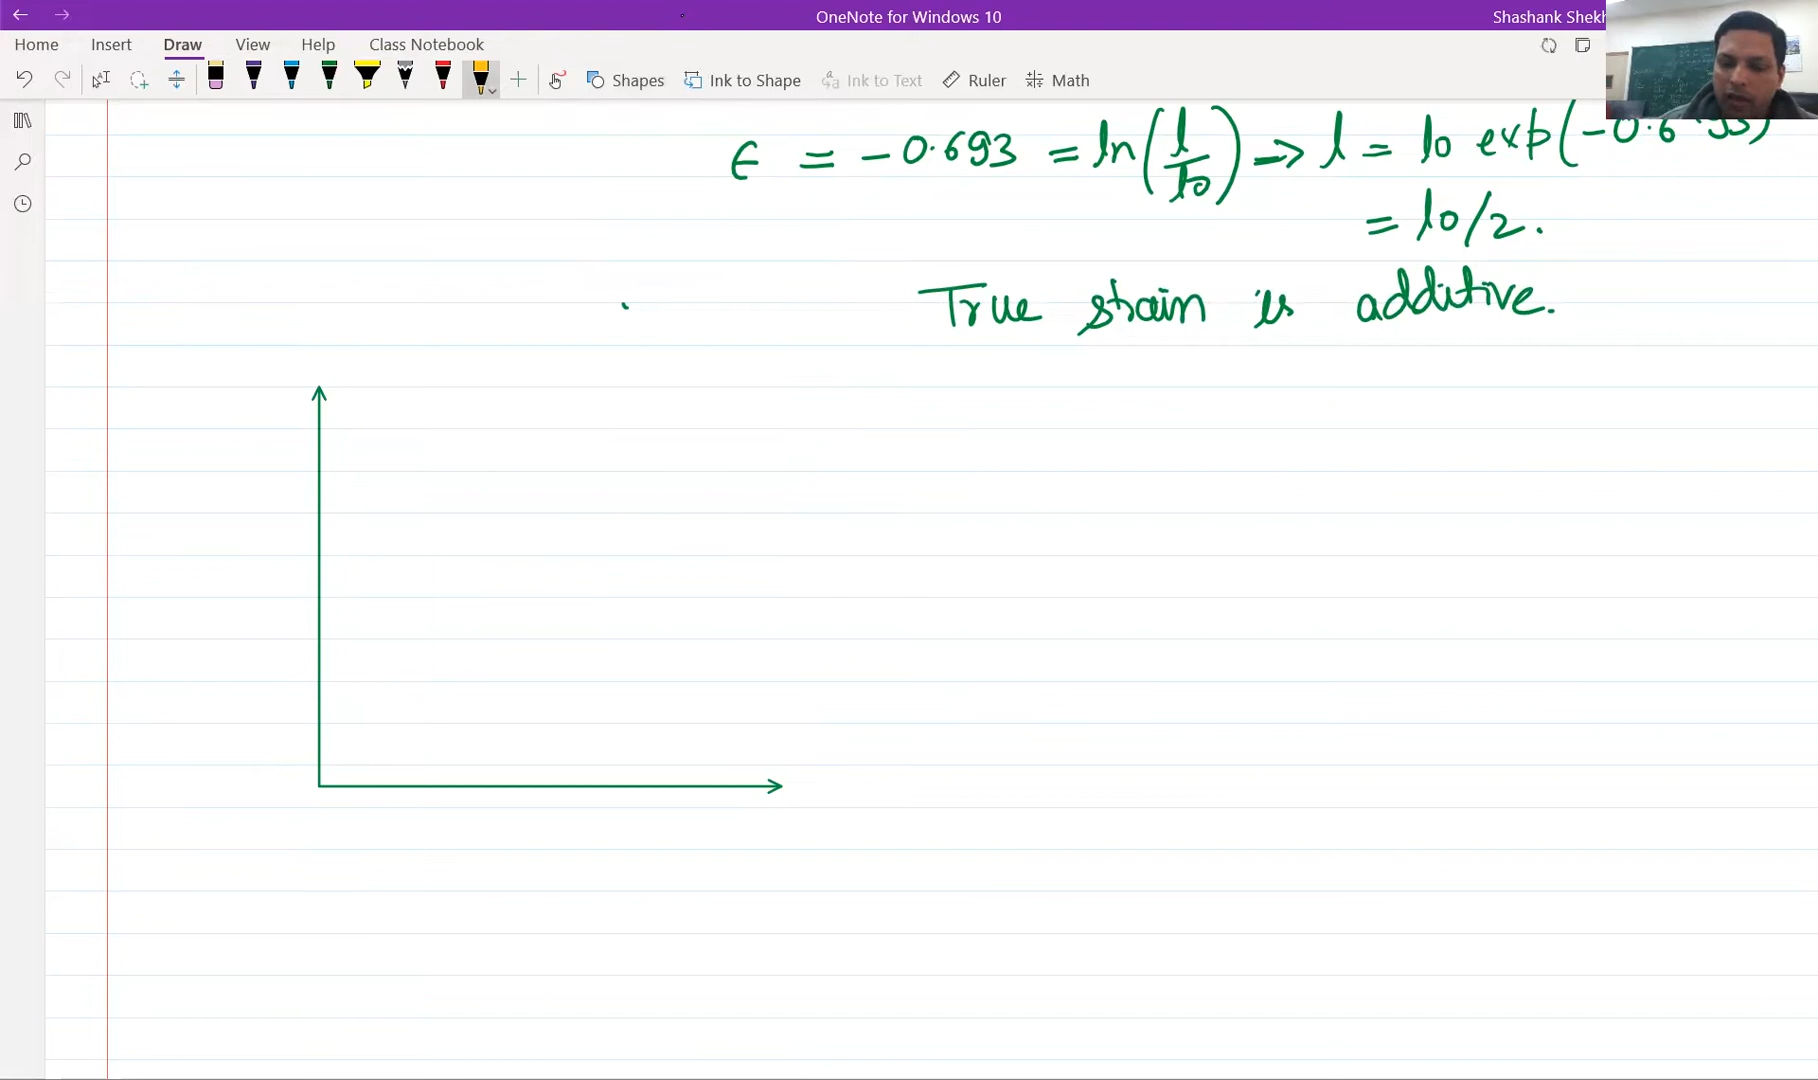 OneNote for Windows 10
Shashank Shekh
Home Insert Draw View Help Class Notebook
Shapes Ink to Shape Ink to Text Ruler Math
ϵ = -0.693 = ln(l/l0) → l = l0 exp(-0.693)
= l0/2.
True strain is additive.